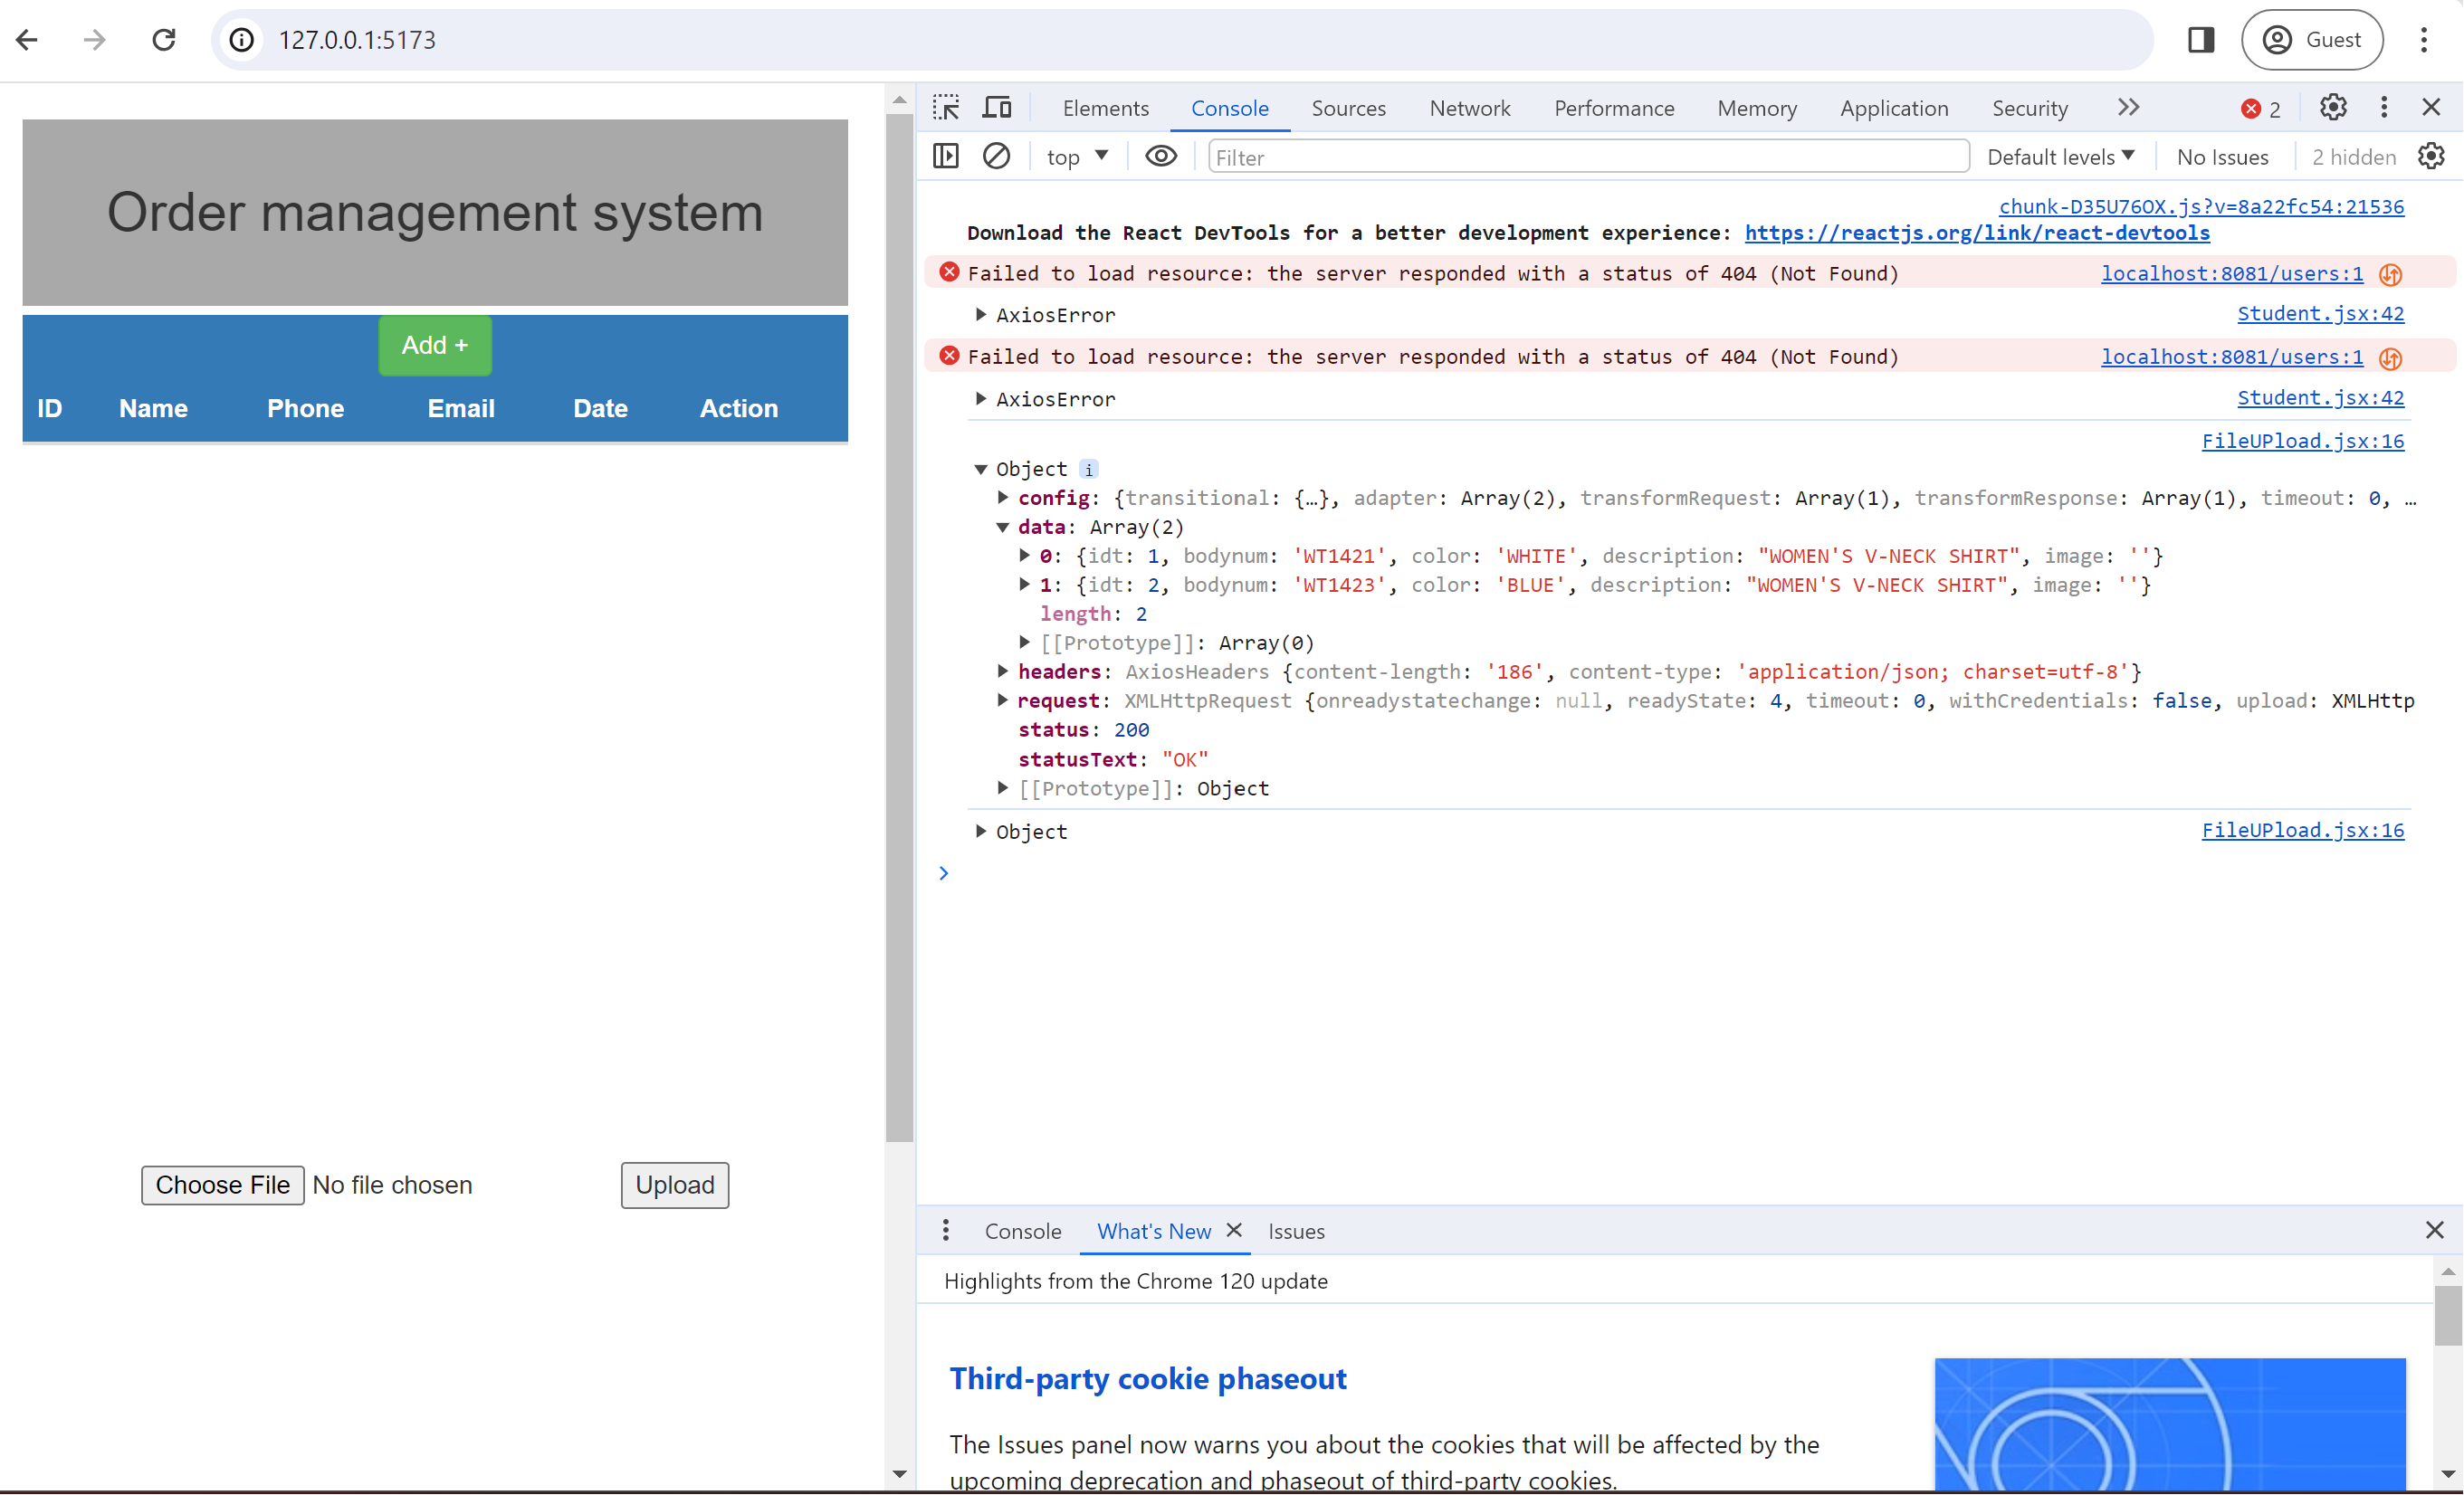 127.0.0.1:5173
Guest
Order management system
Add +
ID Name Phone Email Date Action
Choose File No file chosen Upload
Elements Console Sources Network Performance Memory Application Security 2
top Filter Default levels No Issues 2 hidden
chunk-D35U76OX.js?v=8a22fc54:21536
Download the React DevTools for a better development experience: https://reactjs.org/link/react-devtools
Failed to load resource: the server responded with a status of 404 (Not Found) localhost:8081/users:1
AxiosError Student.jsx:42
Failed to load resource: the server responded with a status of 404 (Not Found) localhost:8081/users:1
AxiosError Student.jsx:42
FileUPload.jsx:16
Object i
config: {transitional: {…}, adapter: Array(2), transformRequest: Array(1), transformResponse: Array(1), timeout: 0, …
data: Array(2)
0: {idt: 1, bodynum: 'WT1421', color: 'WHITE', description: "WOMEN'S V-NECK SHIRT", image: ''}
1: {idt: 2, bodynum: 'WT1423', color: 'BLUE', description: "WOMEN'S V-NECK SHIRT", image: ''}
length: 2
[[Prototype]]: Array(0)
headers: AxiosHeaders {content-length: '186', content-type: 'application/json; charset=utf-8'}
request: XMLHttpRequest {onreadystatechange: null, readyState: 4, timeout: 0, withCredentials: false, upload: XMLHttp
status: 200
statusText: "OK"
[[Prototype]]: Object
Object FileUPload.jsx:16
Console What's New Issues
Highlights from the Chrome 120 update
Third-party cookie phaseout
The Issues panel now warns you about the cookies that will be affected by the
upcoming deprecation and phaseout of third-party cookies.